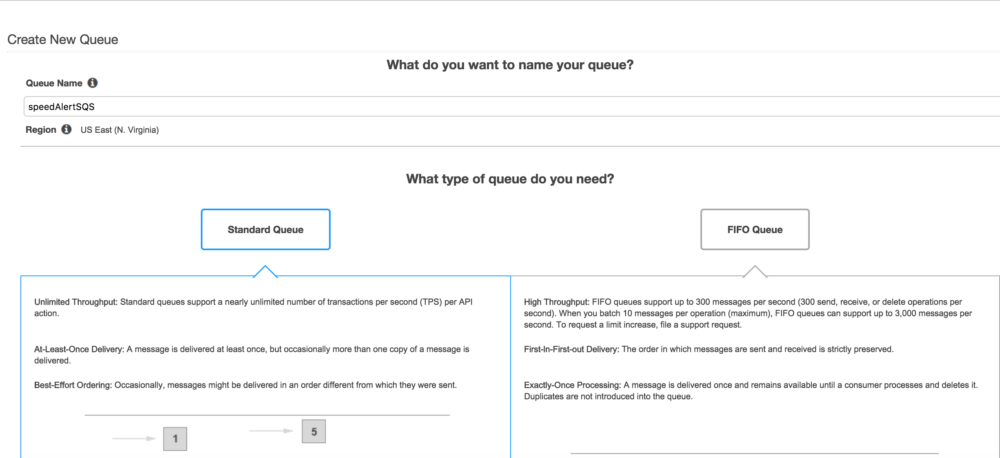 Create New Queue
What do you want to name your queue?
Queue Name
speedAlertSQS
Region US East (N. Virginia)
What type of queue do you need?
Standard Queue
FIFO Queue
Unlimited Throughput: Standard queues support a nearly unlimited number of transactions per second (TPS) per API
action.
At-Least-Once Delivery: A message is delivered at least once, but occasionally more than one copy of a message is
delivered.
Best-Effort Ordering: Occasionally, messages might be delivered in an order different from which they were sent.
1
5
High Throughput: FIFO queues support up to 300 messages per second (300 send, receive, or delete operations per
second). When you batch 10 messages per operation (maximum), FIFO queues can support up to 3,000 messages per
second. To request a limit increase, file a support request.
First-In-First-out Delivery: The order in which messages are sent and received is strictly preserved.
Exactly-Once Processing: A message is delivered once and remains available until a consumer processes and deletes it.
Duplicates are not introduced into the queue.